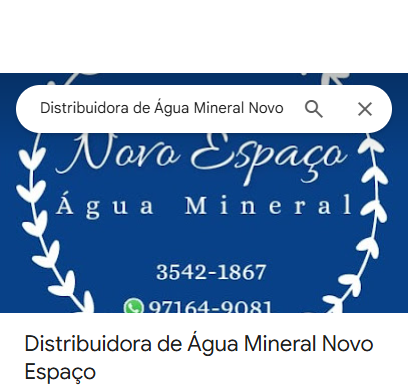 Distribuidora de Água Mineral Novo
Novo Espaço
Água Mineral
3542-1867
97164-9081
Distribuidora de Água Mineral Novo
Espaço